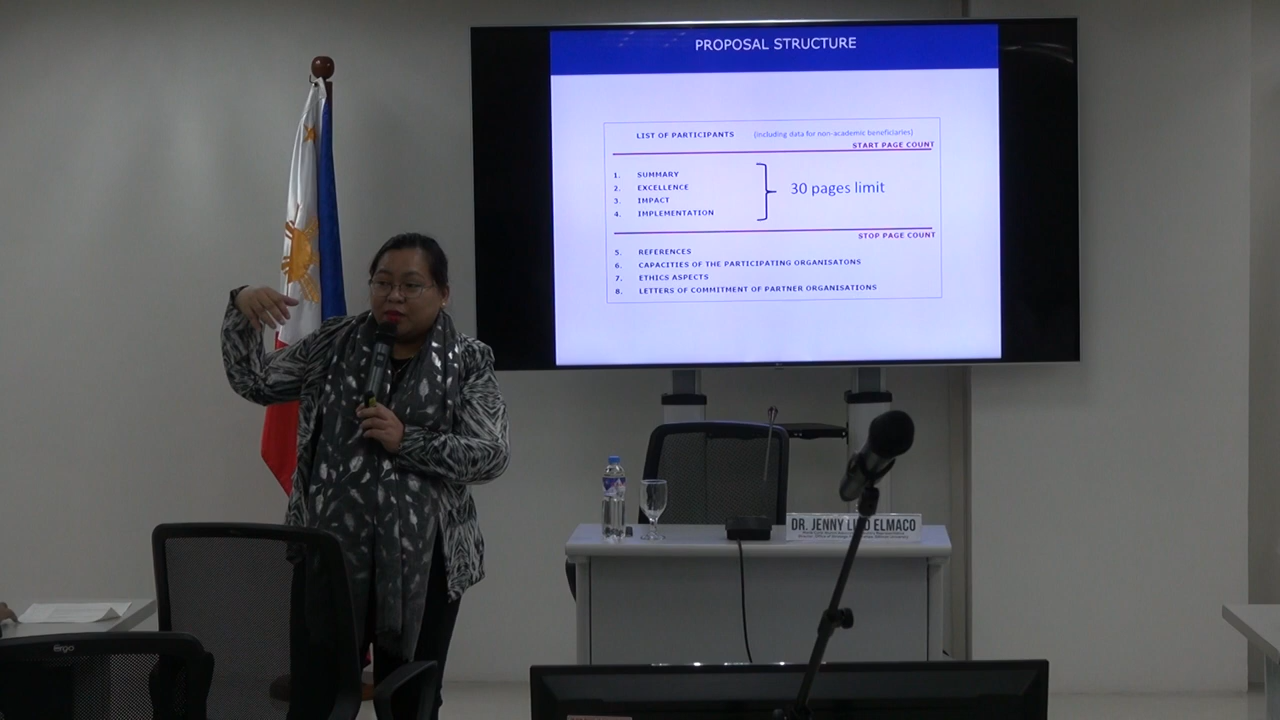 PROPOSAL STRUCTURE
LIST OF PARTICIPANTS (including data for non-academic beneficiaries)
START PAGE COUNT
1. SUMMARY
2. EXCELLENCE
3. IMPACT
4. IMPLEMENTATION
30 pages limit
STOP PAGE COUNT
5. REFERENCES
6. CAPACITIES OF THE PARTICIPATING ORGANISATONS
7. ETHICS ASPECTS
8. LETTERS OF COMMITMENT OF PARTNER ORGANISATIONS
DR. JENNY ELMACO
ergo